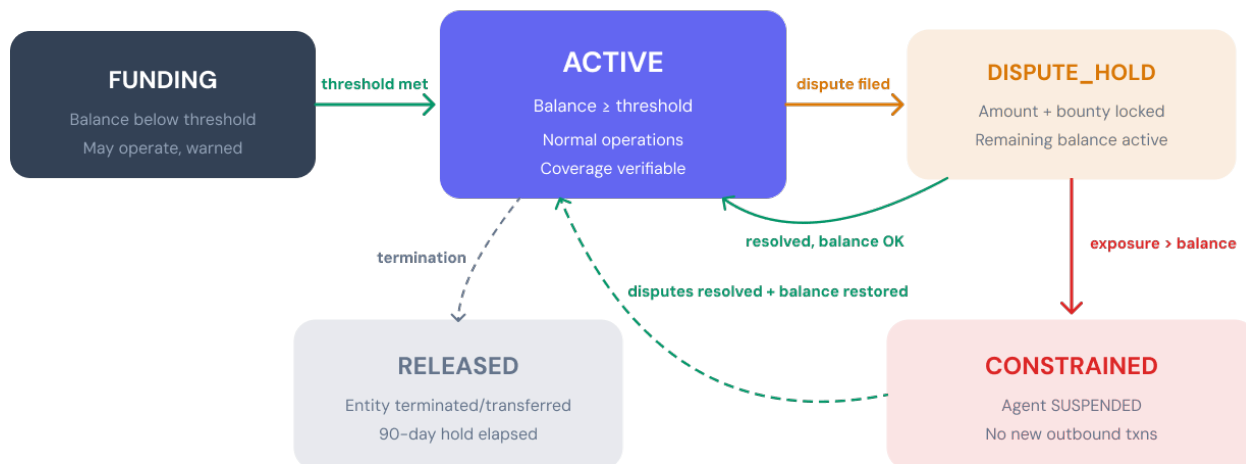 FUNDING
Balance below threshold
May operate, warned
threshold met
ACTIVE
Balance ≥ threshold
Normal operations
Coverage verifiable
dispute filed
DISPUTE_HOLD
Amount + bounty locked
Remaining balance active
termination
resolved, balance OK
exposure > balance
disputes resolved + balance restored
RELEASED
Entity terminated/transferred
90-day hold elapsed
CONSTRAINED
Agent SUSPENDED
No new outbound txns